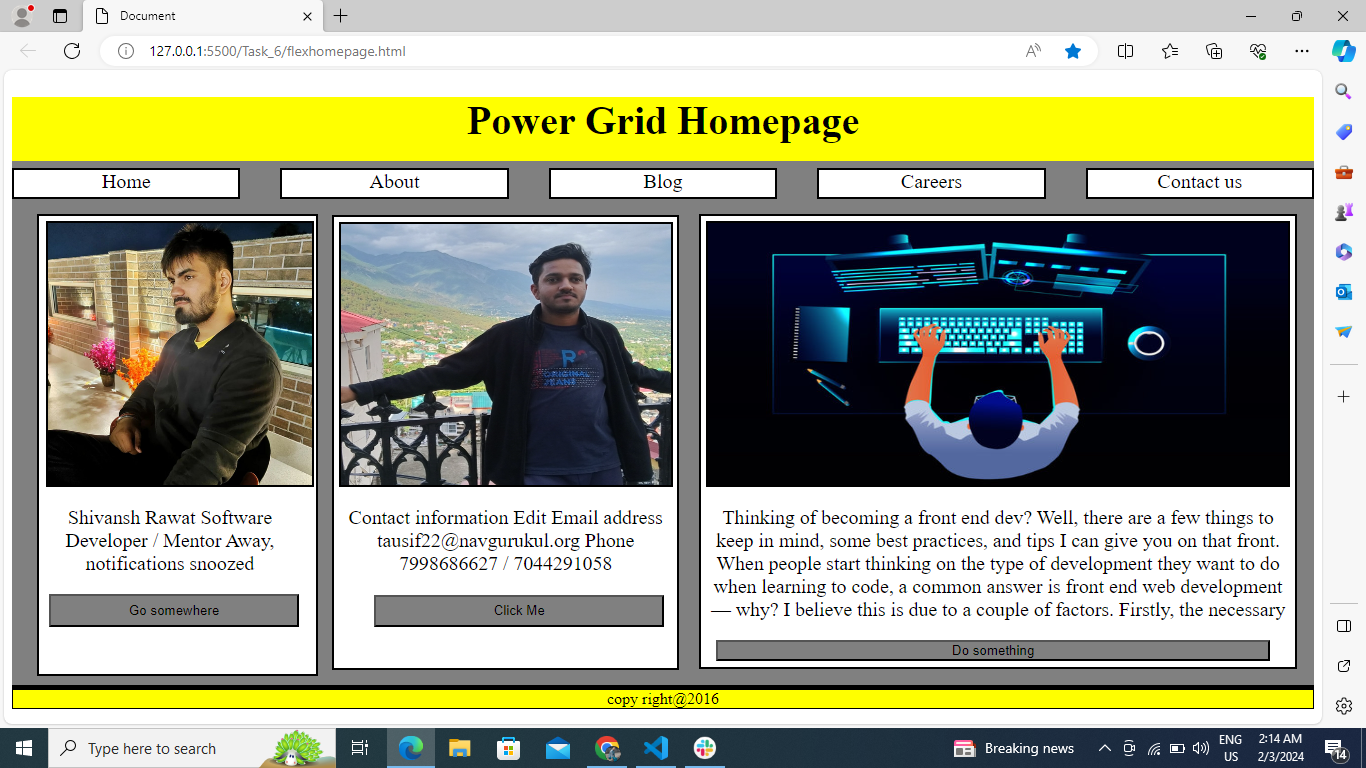 Document
127.0.0.1:5500/Task_6/flexhomepage.html
Power Grid Homepage
Home
About
Blog
Careers
Contact us
Shivansh Rawat Software
Developer / Mentor Away,
notifications snoozed
Go somewhere
ORIGINAL
JEANS
Contact information Edit Email address
tausif22@navgurukul.org Phone
7998686627 / 7044291058
Click Me
Thinking of becoming a front end dev? Well, there are a few things to
keep in mind, some best practices, and tips I can give you on that front.
When people start thinking on the type of development they want to do
when learning to code, a common answer is front end web development
— why? I believe this is due to a couple of factors. Firstly, the necessary
Do something
copy right@2016
Type here to search
Breaking news
ENG
US
2:14 AM
2/3/2024
14